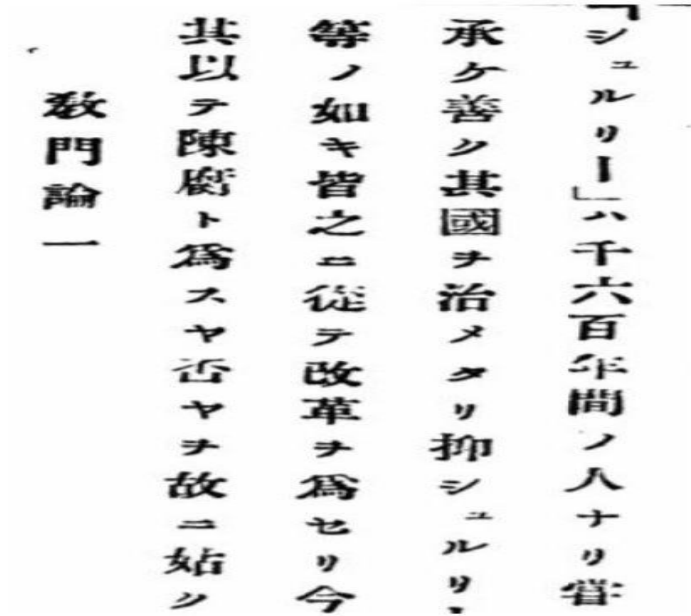 「シュルリー」ハ千六百年間ノ人ナリ嘗
承ケ善ク其國ヲ治メタリ抑シュルリ
等ノ如キ皆之ニ從テ改革ヲ爲セリ今
其以テ陳腐ト爲スヤ否ヤヲ故ニ姑ク
敎門論一